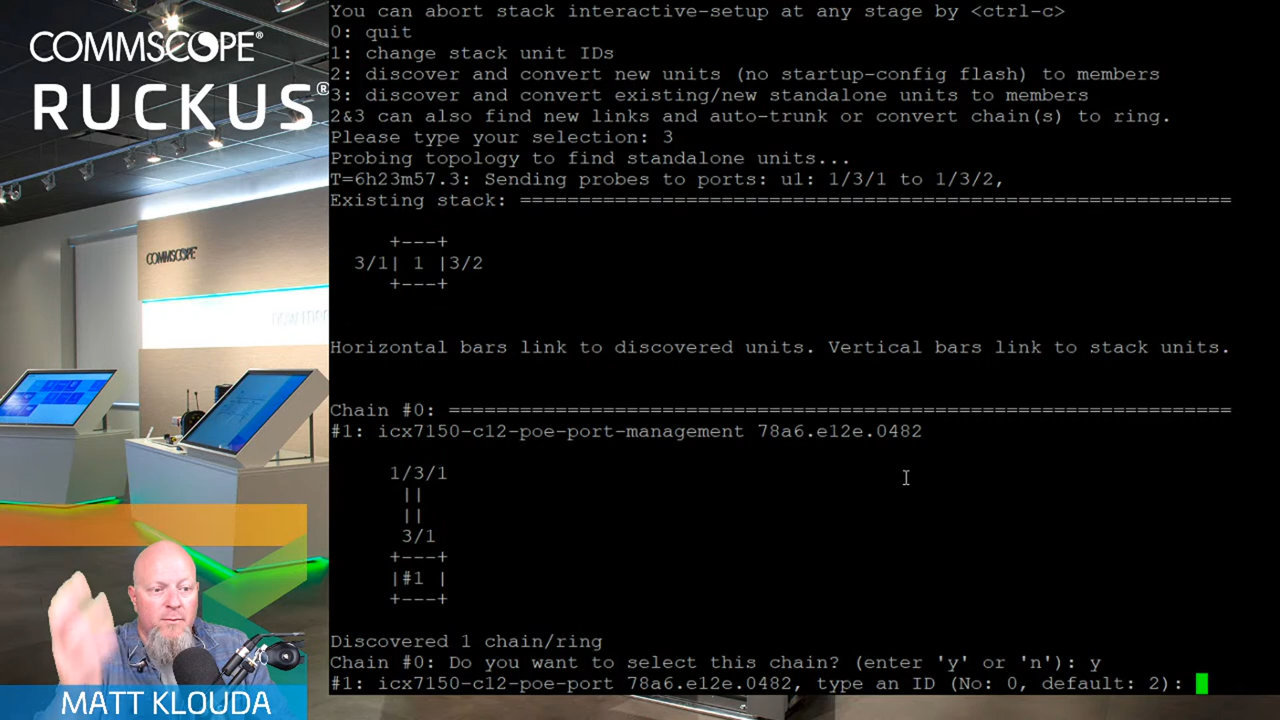 COMMSCOPE®
RUCKUS®
COMMSCOPE
You can abort stack interactive-setup at any stage by <ctrl-c>
0: quit
1: change stack unit IDs
2: discover and convert new units (no startup-config flash) to members
3: discover and convert existing/new standalone units to members
2&3 can also find new links and auto-trunk or convert chain(s) to ring.
Please type your selection: 3
Probing topology to find standalone units...
T=6h23m57.3: Sending probes to ports: u1: 1/3/1 to 1/3/2,
Existing stack: ============================================================
+---+
3/1| 1 |3/2
+---+
Horizontal bars link to discovered units. Vertical bars link to stack units.
Chain #0: ==================================================================
#1: icx7150-c12-poe-port-management 78a6.e12e.0482
1/3/1
||
||
3/1
+---+
|#1 |
+---+
Discovered 1 chain/ring
Chain #0: Do you want to select this chain? (enter 'y' or 'n'): y
#1: icx7150-c12-poe-port 78a6.e12e.0482, type an ID (No: 0, default: 2):
MATT KLOUDA